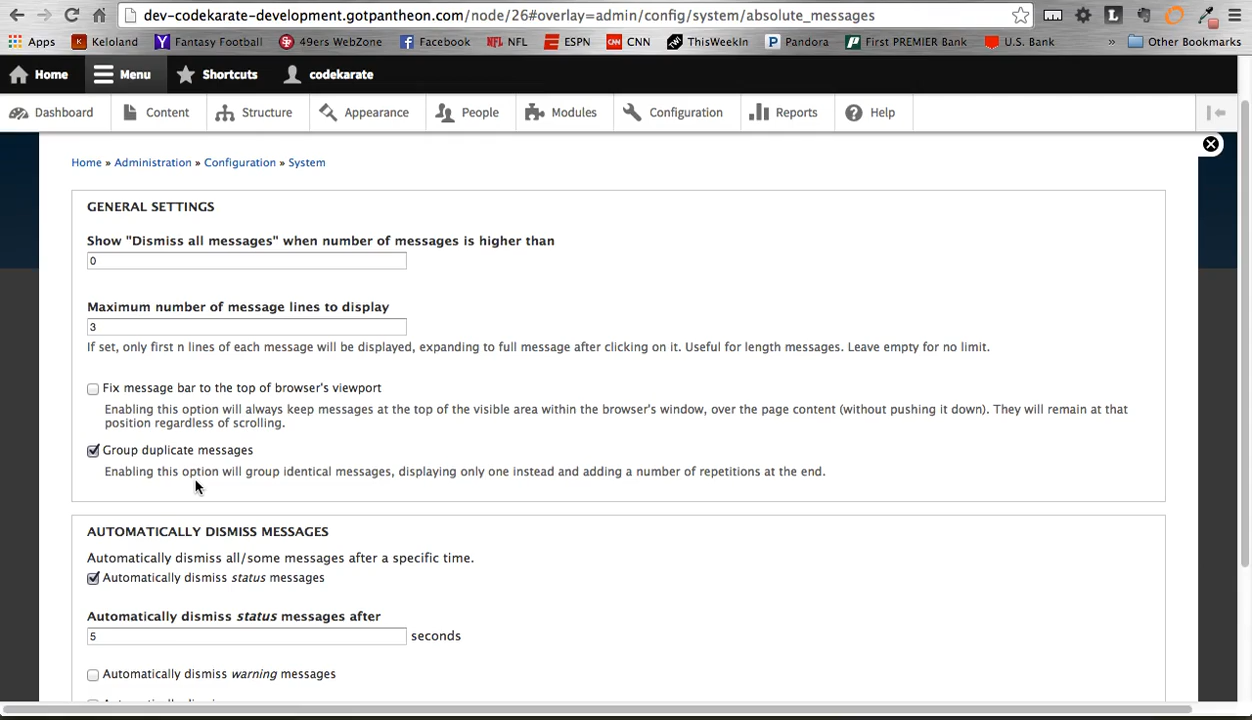 dev-codekarate-development.gotpantheon.com/node/26#overlay=admin/config/system/absolute_messages
Apps Keloland Fantasy Football 49ers WebZone Facebook NFL ESPN CNN ThisWeekIn Pandora First PREMIER Bank U.S. Bank » Other Bookmarks
Home Menu Shortcuts codekarate
Dashboard Content Structure Appearance People Modules Configuration Reports Help
Home » Administration » Configuration » System
GENERAL SETTINGS
Show "Dismiss all messages" when number of messages is higher than
0
Maximum number of message lines to display
3
If set, only first n lines of each message will be displayed, expanding to full message after clicking on it. Useful for length messages. Leave empty for no limit.
Fix message bar to the top of browser's viewport
Enabling this option will always keep messages at the top of the visible area within the browser's window, over the page content (without pushing it down). They will remain at that
position regardless of scrolling.
Group duplicate messages
Enabling this option will group identical messages, displaying only one instead and adding a number of repetitions at the end.
AUTOMATICALLY DISMISS MESSAGES
Automatically dismiss all/some messages after a specific time.
Automatically dismiss status messages
Automatically dismiss status messages after
5 seconds
Automatically dismiss warning messages